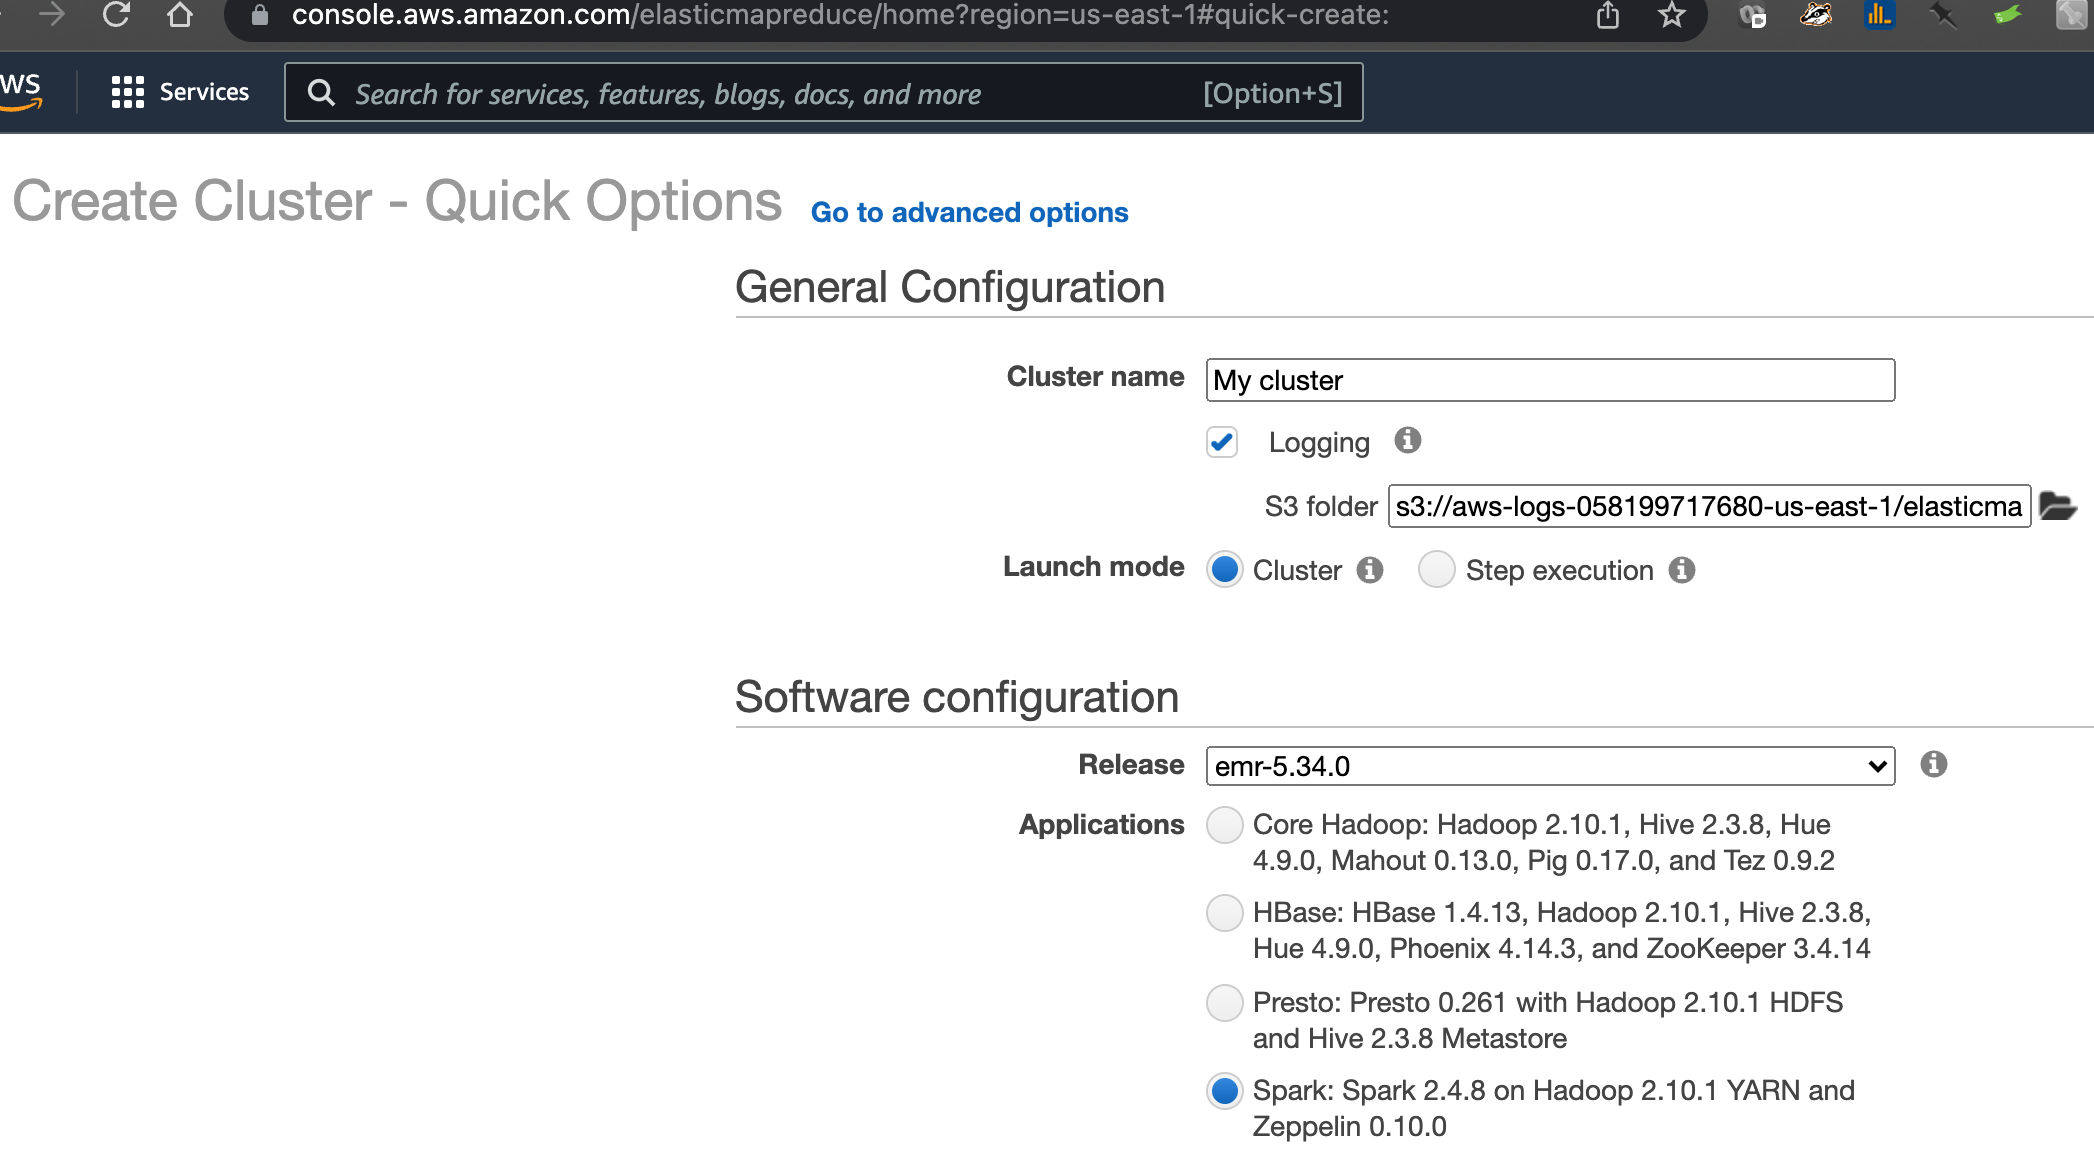 console.aws.amazon.com/elasticmapreduce/home?region=us-east-1#quick-create:
Services
Search for services, features, blogs, docs, and more
[Option+S]
Create Cluster - Quick Options Go to advanced options
General Configuration
Cluster name My cluster
Logging
S3 folder s3://aws-logs-058199717680-us-east-1/elasticma
Launch mode Cluster Step execution
Software configuration
Release emr-5.34.0
Applications Core Hadoop: Hadoop 2.10.1, Hive 2.3.8, Hue
4.9.0, Mahout 0.13.0, Pig 0.17.0, and Tez 0.9.2
HBase: HBase 1.4.13, Hadoop 2.10.1, Hive 2.3.8,
Hue 4.9.0, Phoenix 4.14.3, and ZooKeeper 3.4.14
Presto: Presto 0.261 with Hadoop 2.10.1 HDFS
and Hive 2.3.8 Metastore
Spark: Spark 2.4.8 on Hadoop 2.10.1 YARN and
Zeppelin 0.10.0